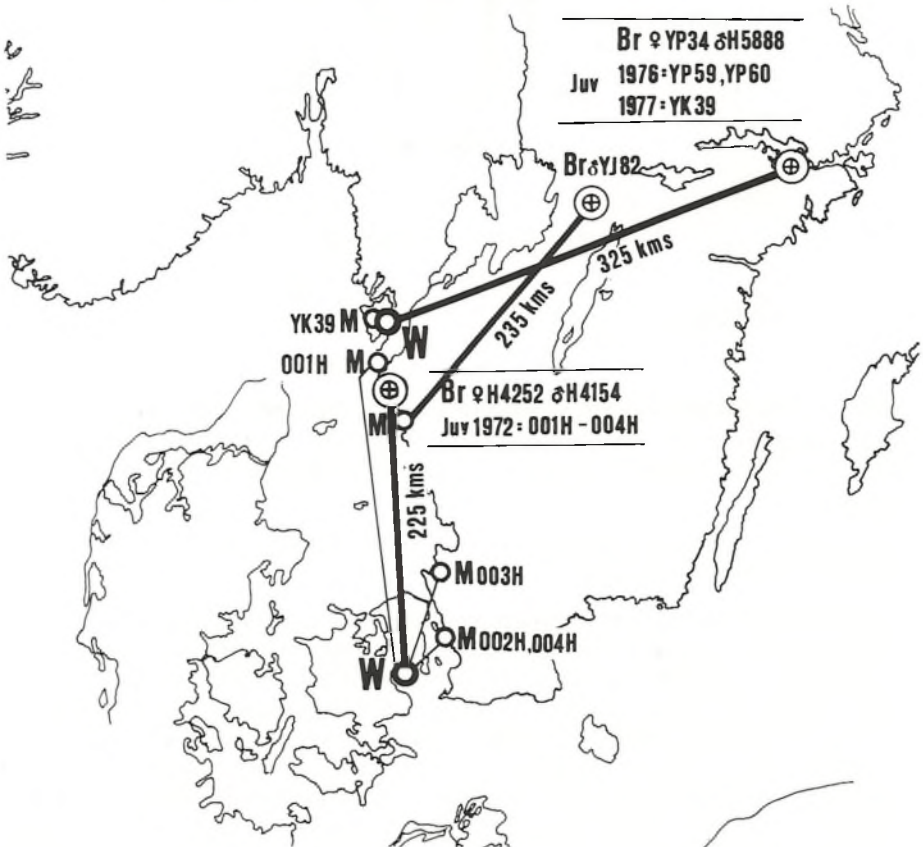 Br ♀YP34 ♂H5888
Juv 1976:YP59,YP60
1977:YK39
Br♂YJ82
325 kms
235 kms
YK39 M
W
001H M
Br ♀H4252 ♂H4154
M
Juv 1972: 001H - 004H
225 kms
M003H
M002H,004H
W